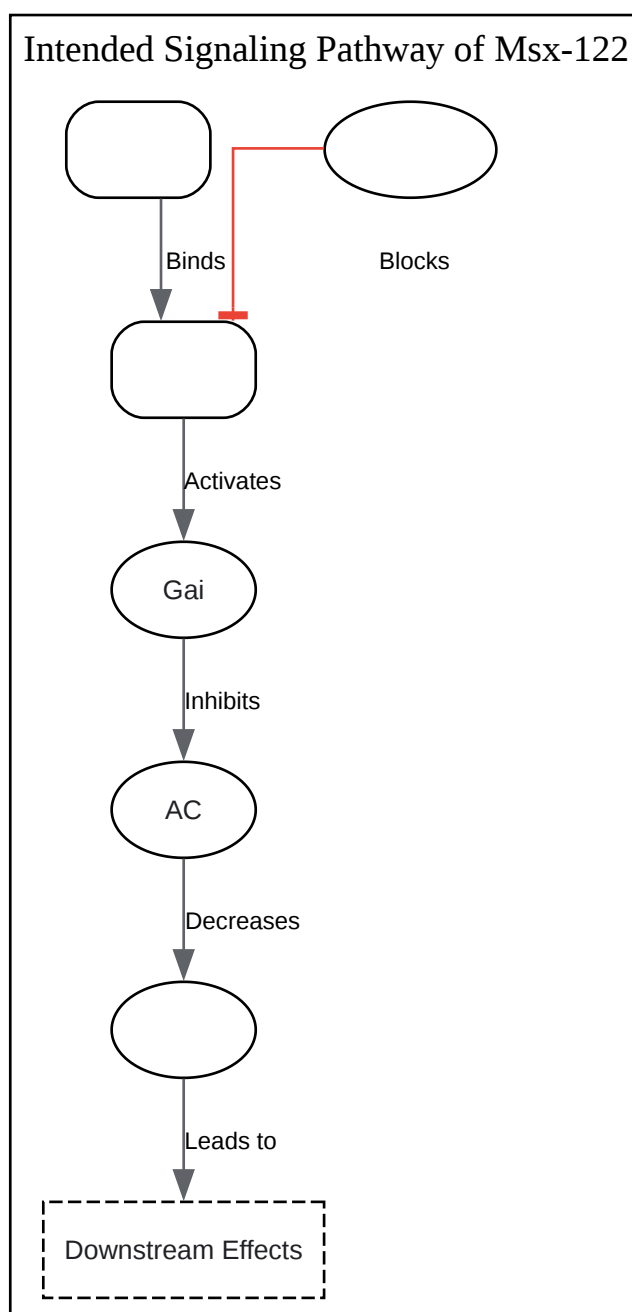 Intended Signaling Pathway of Msx-122
Binds
Blocks
Activates
Gai
Inhibits
AC
Decreases
Leads to
Downstream Effects